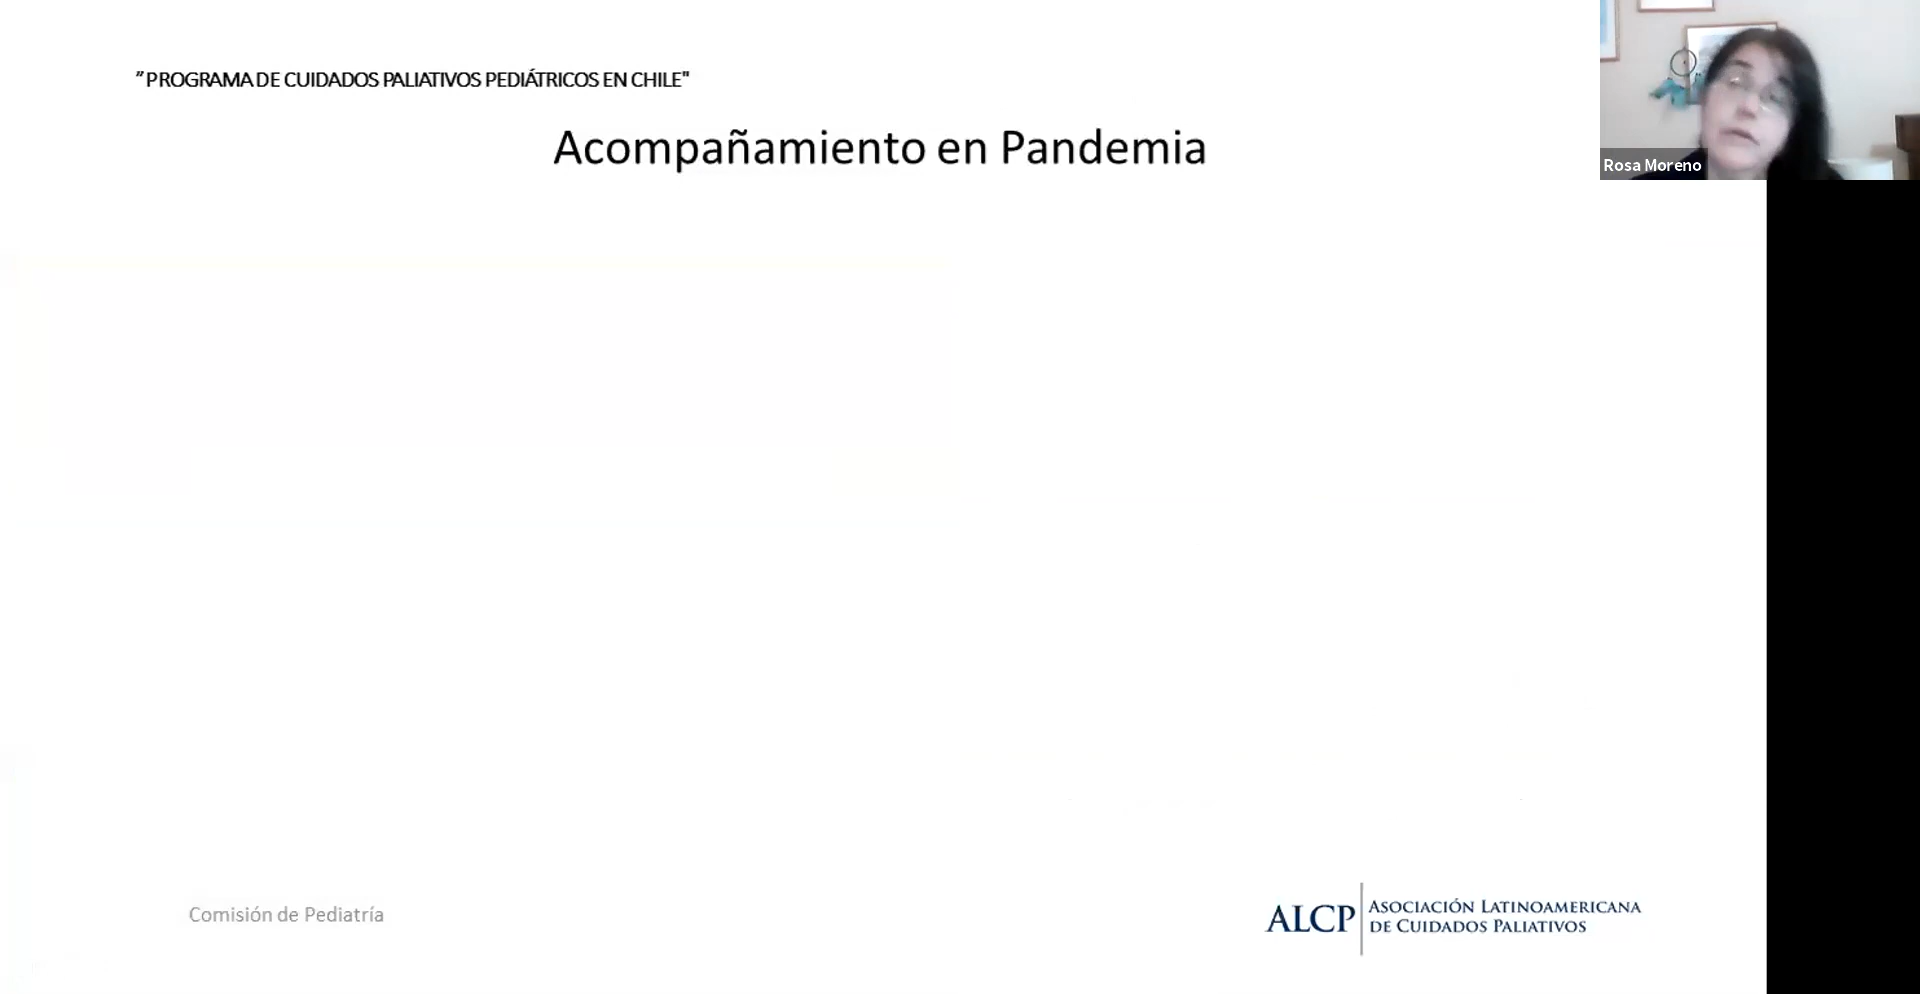 ”PROGRAMA DE CUIDADOS PALIATIVOS PEDIÁTRICOS EN CHILE"
Acompañamiento en Pandemia
Rosa Moreno
Comisión de Pediatría
ALCP
ASOCIACIÓN LATINOAMERICANA
DE CUIDADOS PALIATIVOS